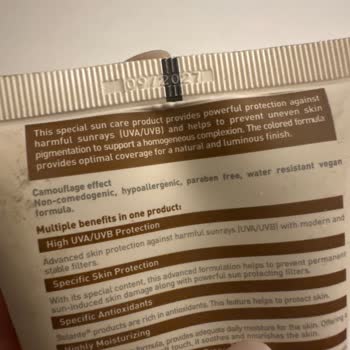 09/2027
This special sun care product provides powerful protection against
harmful sunrays (UVA/UVB) and helps to prevent uneven skin
pigmentation to support a homogeneous complexion. The colored formula
provides optimal coverage for a natural and luminous finish.
Camouflage effect
Non-comedogenic, hypoallergenic, paraben free, water resistant vegan
formula.
Multiple benefits in one product:
High UVA/UVB Protection
Advanced skin protection against harmful sunrays (UVA/UVB) with modern and
stable filters.
Specific Skin Protection
With its special content, this advanced formulation helps to prevent permanent
sun-induced skin damage along with powerful sun protecting filters.
Specific Antioxidants
products are rich in antioxidants. This feature helps to protect skin.
Highly Moisturizing
formula, provides adequate daily moisture for the skin. Offering a
touch, it soothes and nourishes the skin.